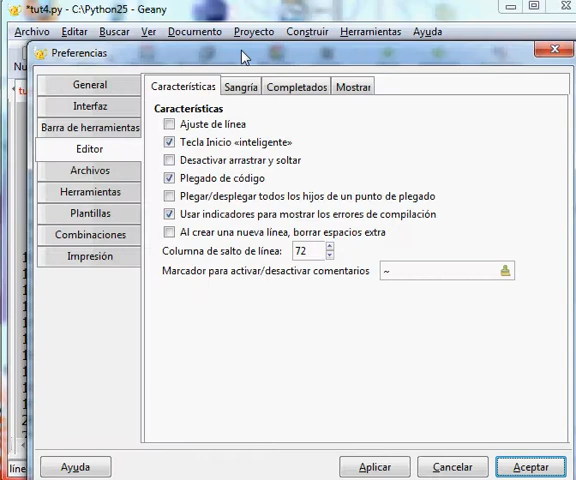 *tut4.py - C:\Python25 - Geany
Archivo Editar Buscar Ver Documento Proyecto Construir Herramientas Ayuda
Preferencias
General
Interfaz
Barra de herramientas
Editor
Archivos
Herramientas
Plantillas
Combinaciones
Impresión
Características Sangría Completados Mostrar
Características
Ajuste de línea
Tecla Inicio «inteligente»
Desactivar arrastrar y soltar
Plegado de código
Plegar/desplegar todos los hijos de un punto de plegado
Usar indicadores para mostrar los errores de compilación
Al crear una nueva línea, borrar espacios extra
Columna de salto de línea: 72
Marcador para activar/desactivar comentarios ~
Ayuda Aplicar Cancelar Aceptar